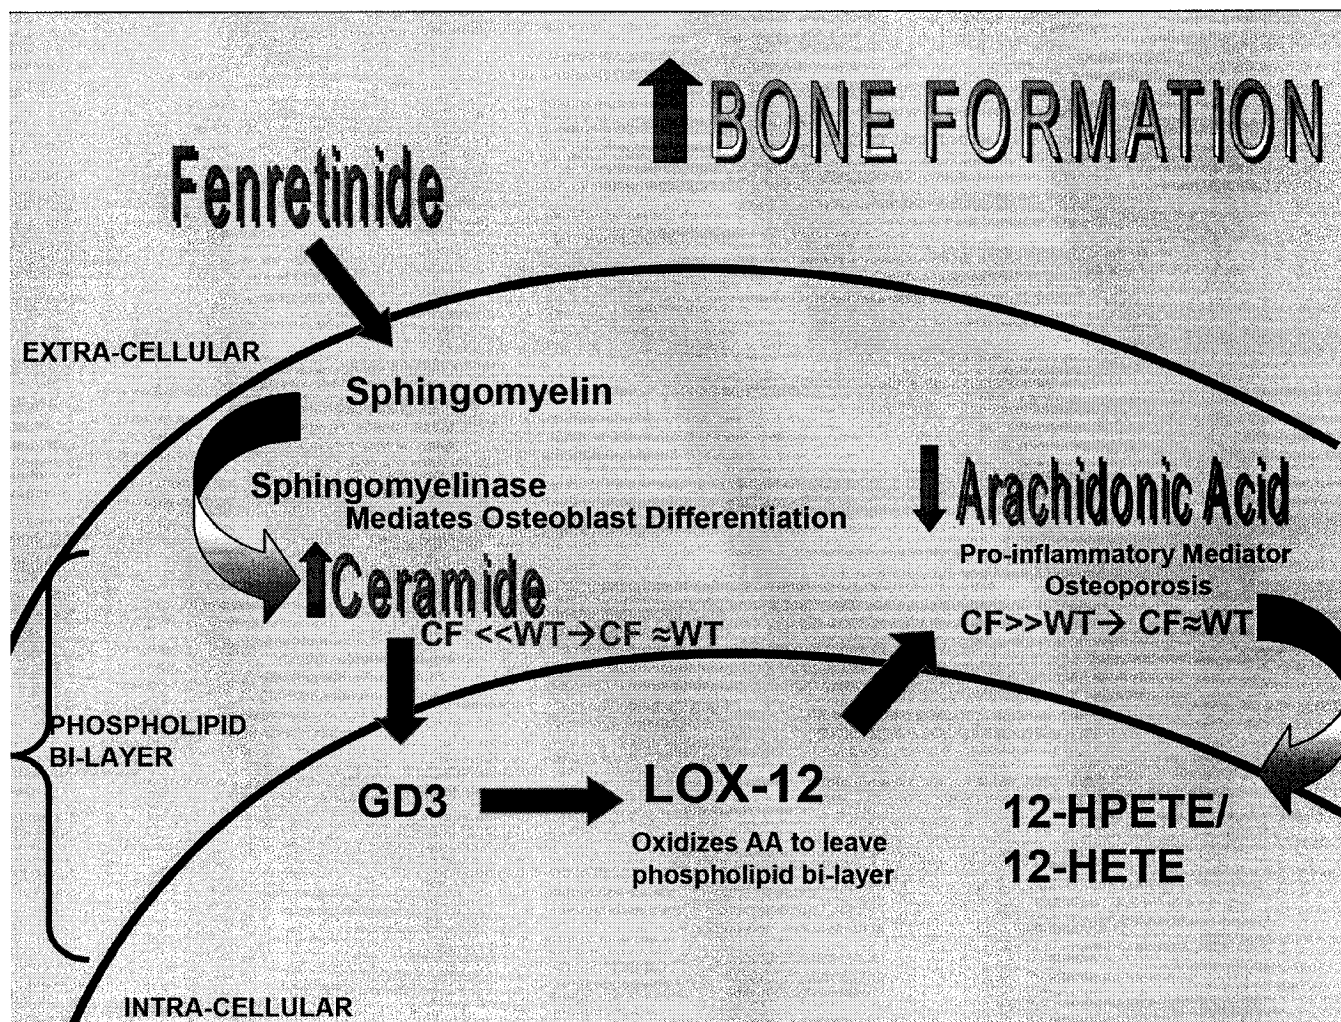 BONE FORMATION
Fenretinide
EXTRA-CELLULAR
Sphingomyelin
Sphingomyelinase
Mediates Osteoblast Differentiation
Ceramide
CF <<WT→CF ≈WT
Arachidonic Acid
Pro-inflammatory Mediator
Osteoporosis
CF>>WT→ CF≈WT
PHOSPHOLIPID
BI-LAYER
GD3
LOX-12
Oxidizes AA to leave
phospholipid bi-layer
12-HPETE/
12-HETE
INTRA-CELLULAR